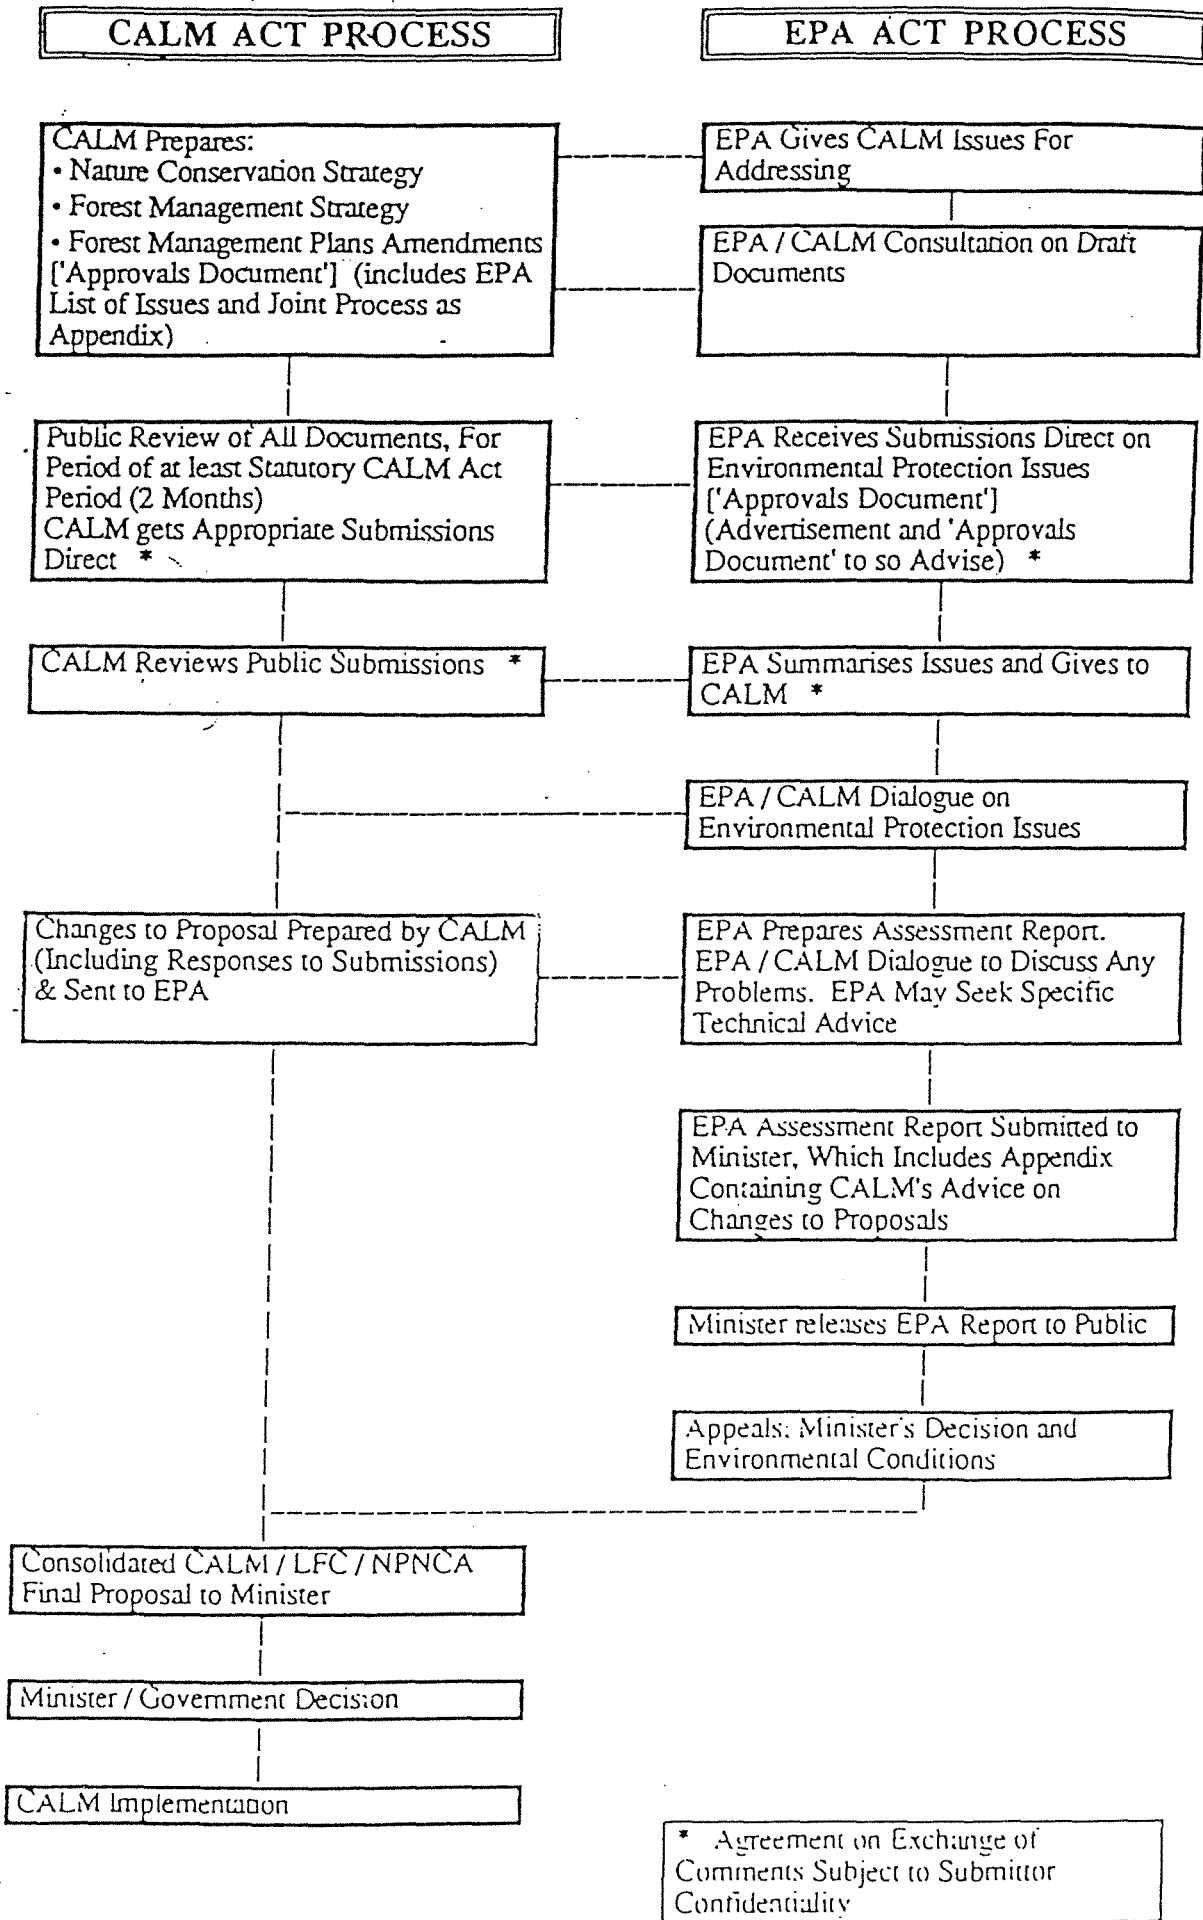 CALM ACT PROCESS
EPA ACT PROCESS
CALM Prepares:
• Nature Conservation Strategy
• Forest Management Strategy
• Forest Management Plans Amendments
['Approvals Document'] (includes EPA
List of Issues and Joint Process as
Appendix)
EPA Gives CALM Issues For
Addressing
EPA / CALM Consultation on Draft
Documents
Public Review of All Documents, For
Period of at least Statutory CALM Act
Period (2 Months)
CALM gets Appropriate Submissions
Direct *
EPA Receives Submissions Direct on
Environmental Protection Issues
['Approvals Document']
(Advertisement and 'Approvals
Document' to so Advise) *
CALM Reviews Public Submissions *
EPA Summarises Issues and Gives to
CALM *
EPA / CALM Dialogue on
Environmental Protection Issues
Changes to Proposal Prepared by CALM
(Including Responses to Submissions)
& Sent to EPA
EPA Prepares Assessment Report.
EPA / CALM Dialogue to Discuss Any
Problems. EPA May Seek Specific
Technical Advice
EPA Assessment Report Submitted to
Minister, Which Includes Appendix
Containing CALM's Advice on
Changes to Proposals
Minister releases EPA Report to Public
Appeals: Minister's Decision and
Environmental Conditions
Consolidated CALM / LFC / NPNCA
Final Proposal to Minister
Minister / Government Decision
CALM Implementation
* Agreement on Exchange of
Comments Subject to Submittor
Confidentiality